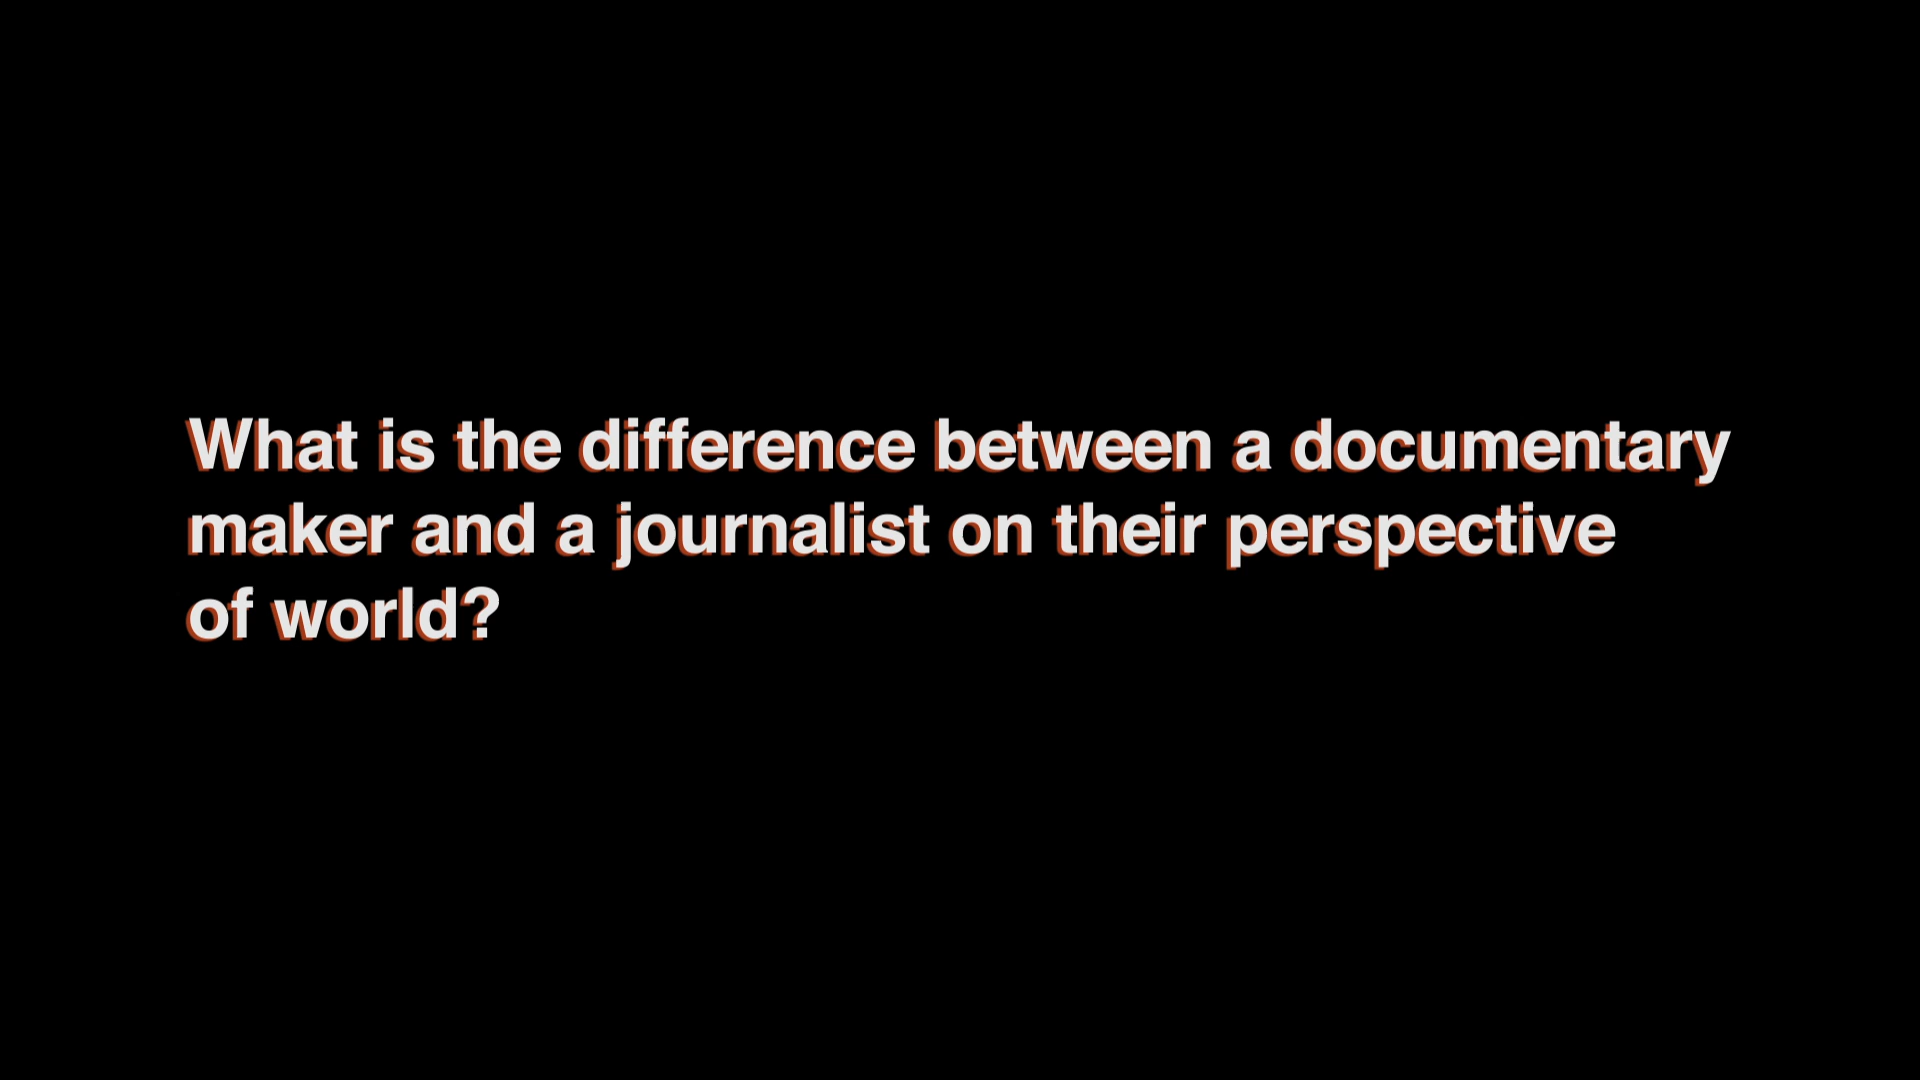 What is the difference between a documentary
maker and a journalist on their perspective
of world?